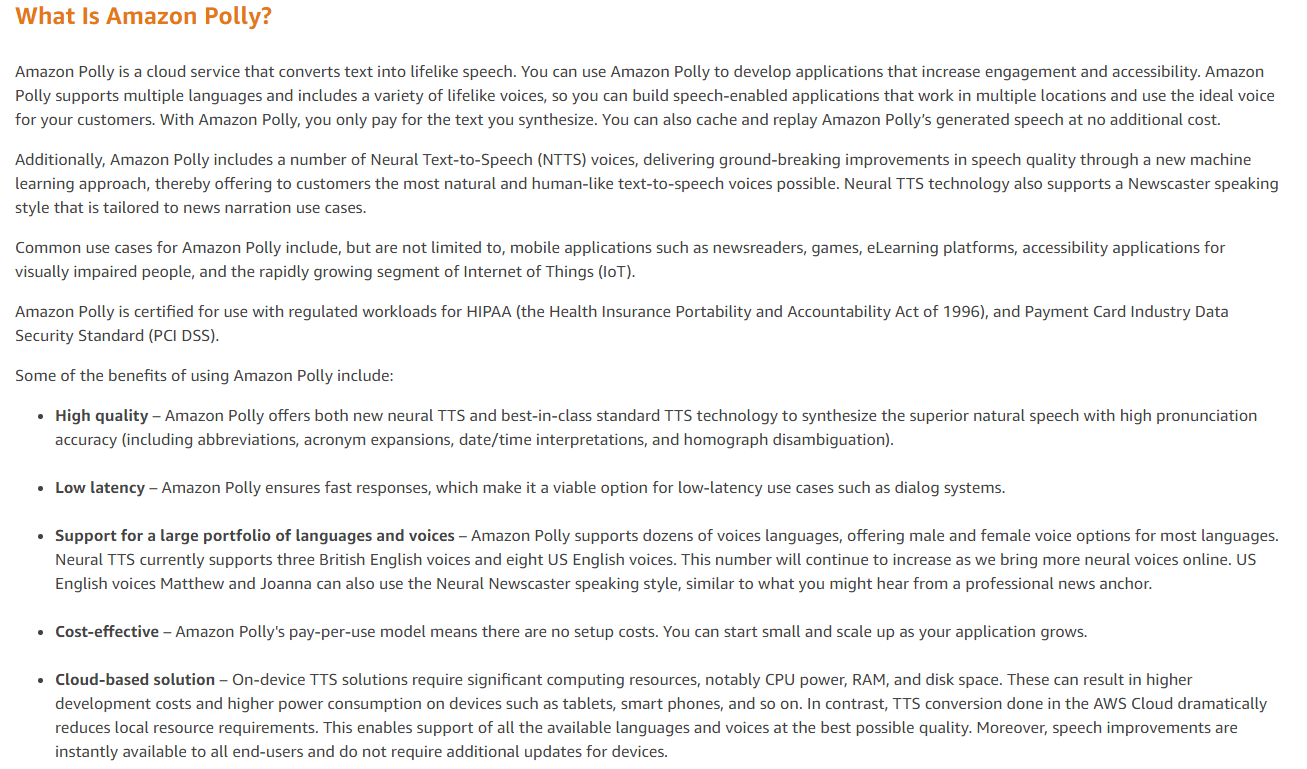 What Is Amazon Polly?
Amazon Polly is a cloud service that converts text into lifelike speech. You can use Amazon Polly to develop applications that increase engagement and accessibility. Amazon
Polly supports multiple languages and includes a variety of lifelike voices, so you can build speech-enabled applications that work in multiple locations and use the ideal voice
for your customers. With Amazon Polly, you only pay for the text you synthesize. You can also cache and replay Amazon Polly’s generated speech at no additional cost.
Additionally, Amazon Polly includes a number of Neural Text-to-Speech (NTTS) voices, delivering ground-breaking improvements in speech quality through a new machine
learning approach, thereby offering to customers the most natural and human-like text-to-speech voices possible. Neural TTS technology also supports a Newscaster speaking
style that is tailored to news narration use cases.
Common use cases for Amazon Polly include, but are not limited to, mobile applications such as newsreaders, games, eLearning platforms, accessibility applications for
visually impaired people, and the rapidly growing segment of Internet of Things (IoT).
Amazon Polly is certified for use with regulated workloads for HIPAA (the Health Insurance Portability and Accountability Act of 1996), and Payment Card Industry Data
Security Standard (PCI DSS).
Some of the benefits of using Amazon Polly include:
• High quality – Amazon Polly offers both new neural TTS and best-in-class standard TTS technology to synthesize the superior natural speech with high pronunciation
accuracy (including abbreviations, acronym expansions, date/time interpretations, and homograph disambiguation).
• Low latency – Amazon Polly ensures fast responses, which make it a viable option for low-latency use cases such as dialog systems.
• Support for a large portfolio of languages and voices – Amazon Polly supports dozens of voices languages, offering male and female voice options for most languages.
Neural TTS currently supports three British English voices and eight US English voices. This number will continue to increase as we bring more neural voices online. US
English voices Matthew and Joanna can also use the Neural Newscaster speaking style, similar to what you might hear from a professional news anchor.
• Cost-effective – Amazon Polly's pay-per-use model means there are no setup costs. You can start small and scale up as your application grows.
• Cloud-based solution – On-device TTS solutions require significant computing resources, notably CPU power, RAM, and disk space. These can result in higher
development costs and higher power consumption on devices such as tablets, smart phones, and so on. In contrast, TTS conversion done in the AWS Cloud dramatically
reduces local resource requirements. This enables support of all the available languages and voices at the best possible quality. Moreover, speech improvements are
instantly available to all end-users and do not require additional updates for devices.